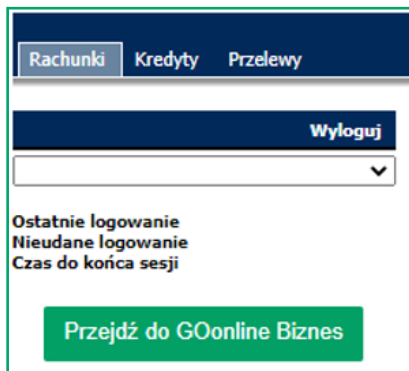 Rachunki Kredyty Przelewy
Wyloguj
Ostatnie logowanie
Nieudane logowanie
Czas do końca sesji
Przejdź do GOonline Biznes